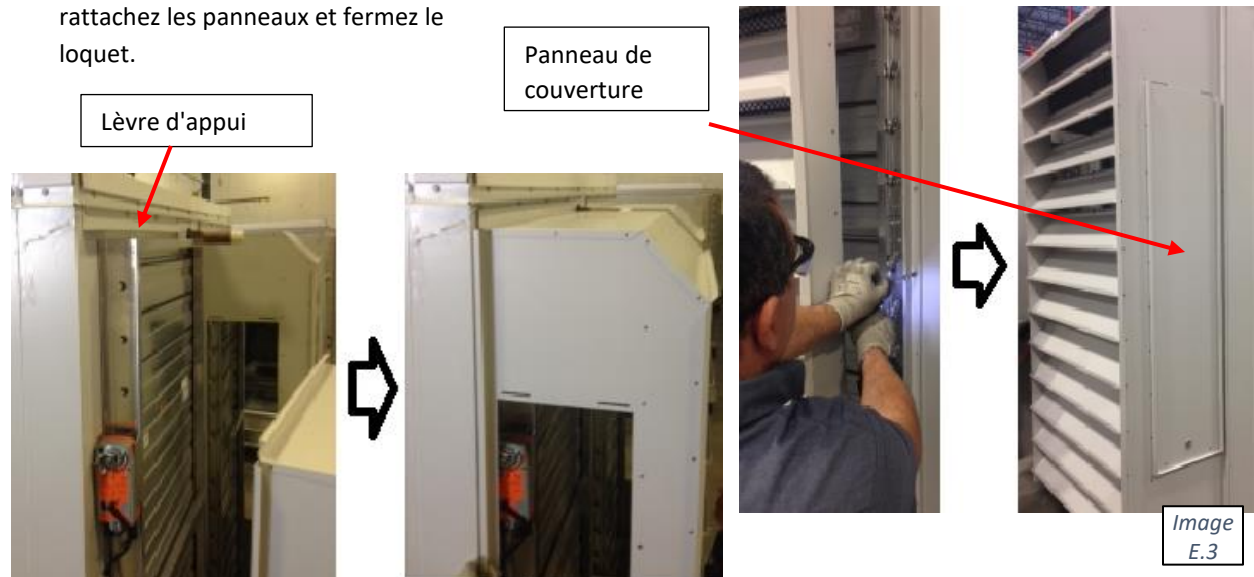 rattachez les panneaux et fermez le
loquet.
Lèvre d'appui
Panneau de
couverture
Image
E.3